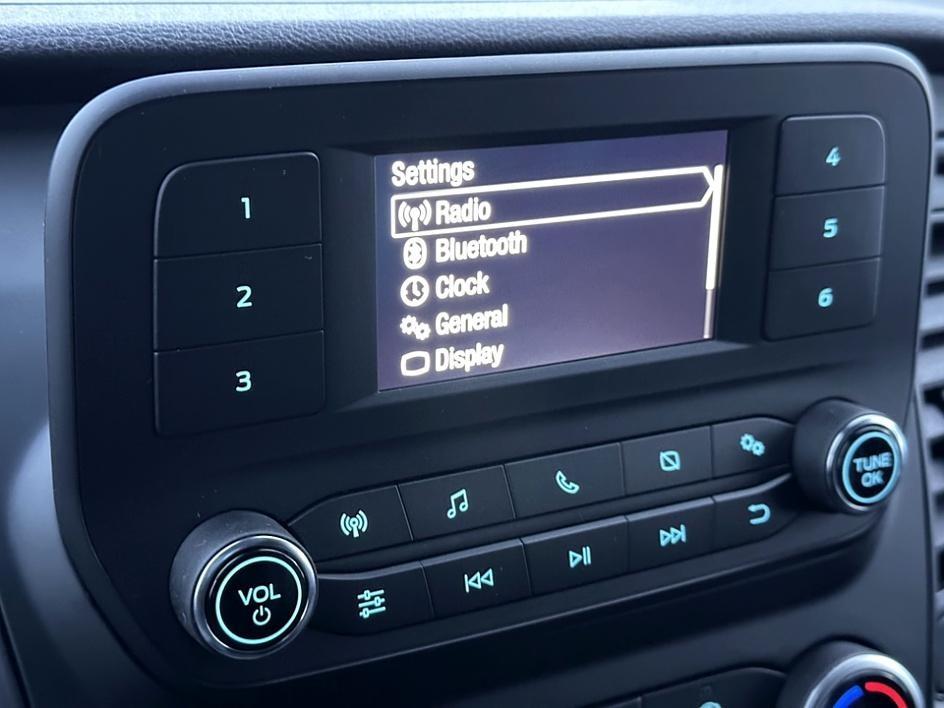 Settings
Radio
Bluetooth
Clock
General
Display
1
2
3
4
5
6
VOL
TUNE
OK